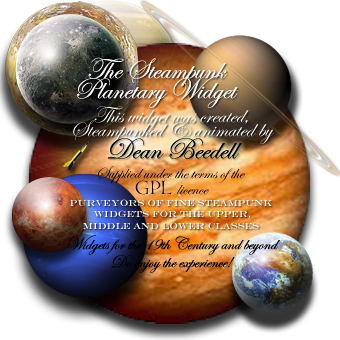 The Steampunk
Planetary Widget
This widget was created,
Steampunked & animated by
Dean Beedell
Supplied under the terms of the
GPL licence
PURVEYORS OF FINE STEAMPUNK
WIDGETS FOR THE UPPER,
MIDDLE AND LOWER CLASSES
Widgets for the 19th Century and beyond
Do enjoy the experience!